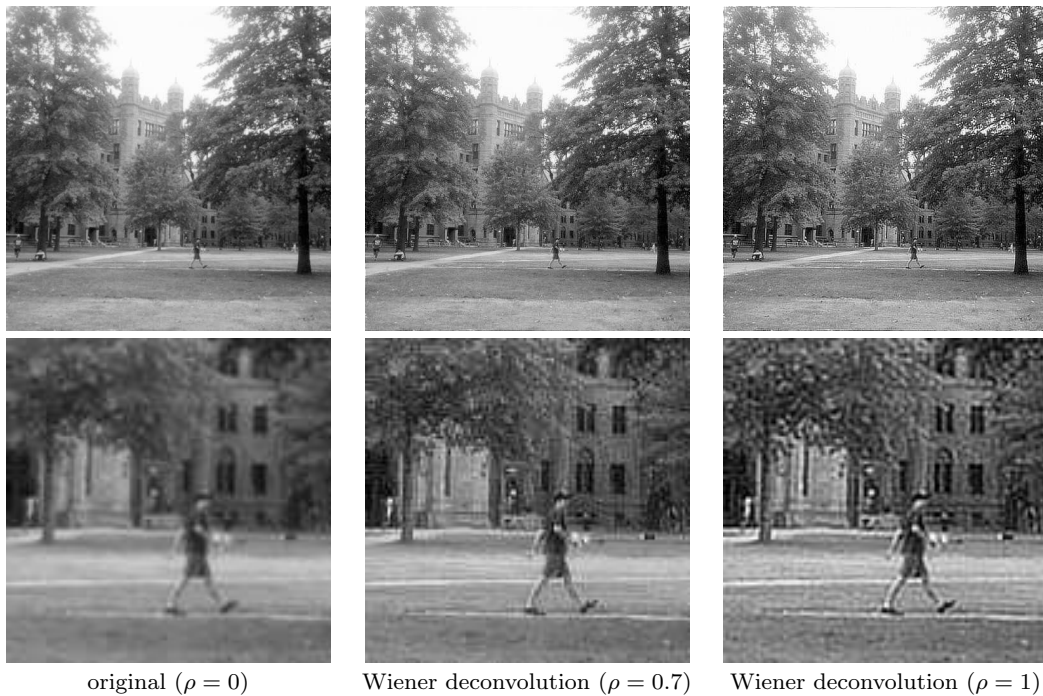 original (ρ = 0)
Wiener deconvolution (ρ = 0.7)
Wiener deconvolution (ρ = 1)